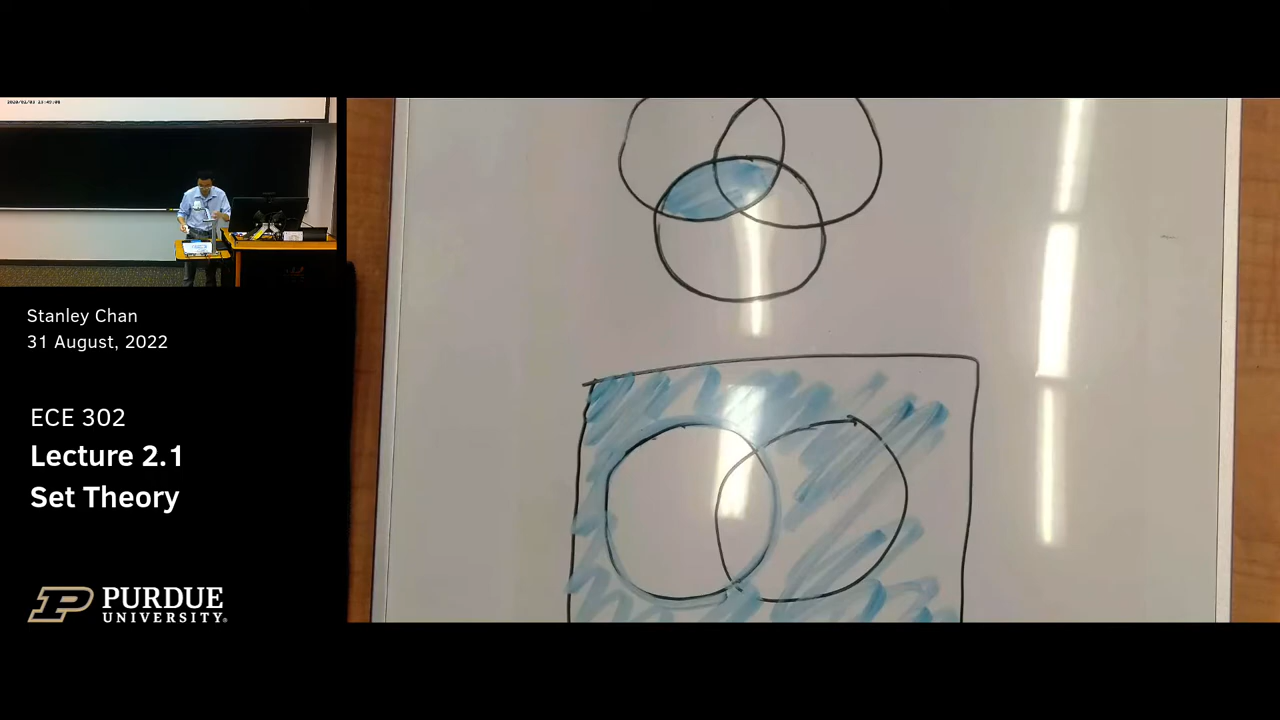 Stanley Chan
31 August, 2022
ECE 302
Lecture 2.1
Set Theory
PURDUE
UNIVERSITY.